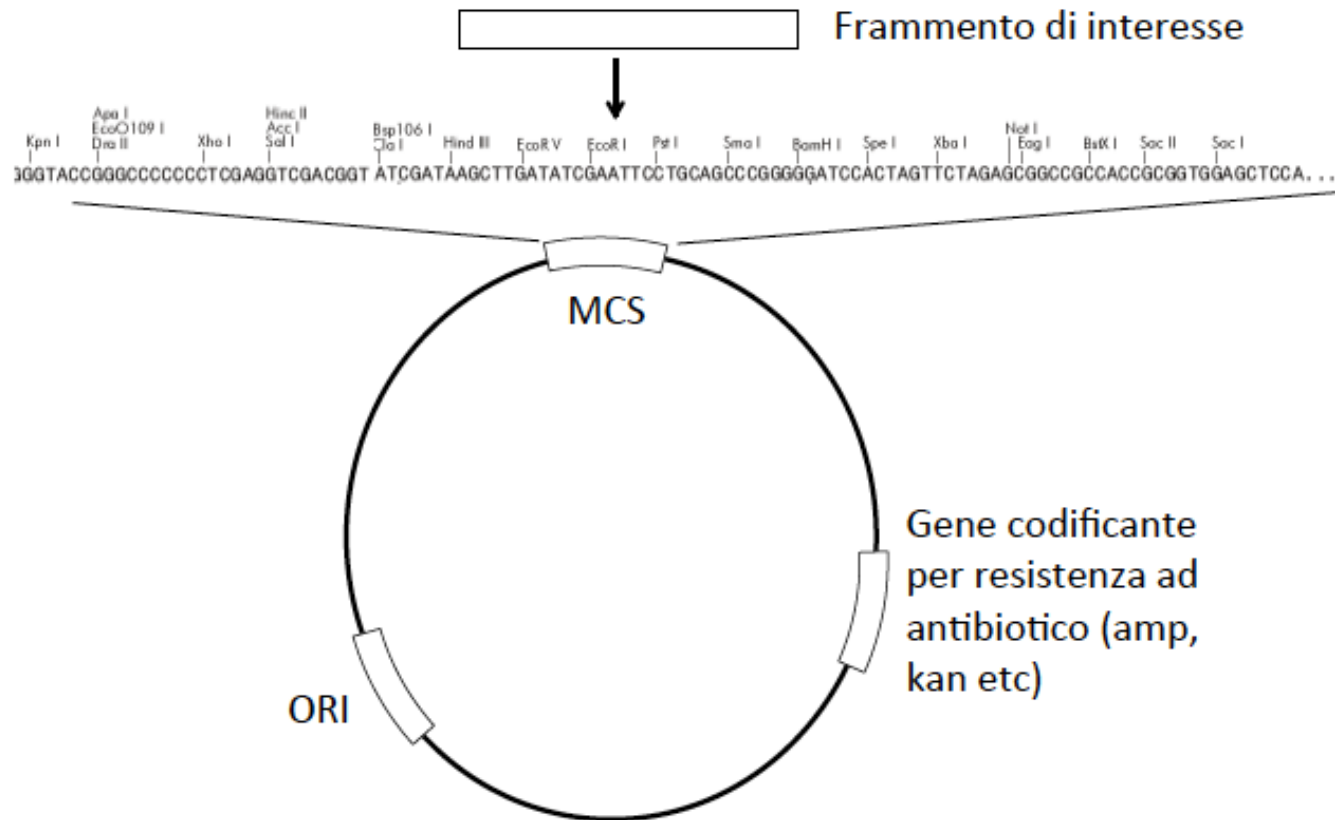 Frammento di interesse
Apa I
Hinc II
EcoO109 I
Acc I
Bsp106 I
Not I
Kpn I
Dra II
Xho I
Sal I
Cla I
Hind III
EcoR V
EcoR I
Pst I
Sma I
BamH I
Spe I
Xba I
Eag I
BstX I
Sac II
Sac I
GGGTACCGGGCCCCCCCTCGAGGTCGACGGT ATCGATAAGCTTGATATCGAATTCCTGCAGCCCGGGGGATCCACTAGTTCTAGAGCGGCCGCCACCGCGGTGGAGCTCCA...
MCS
Gene codificante
per resistenza ad
antibiotico (amp,
kan etc)
ORI